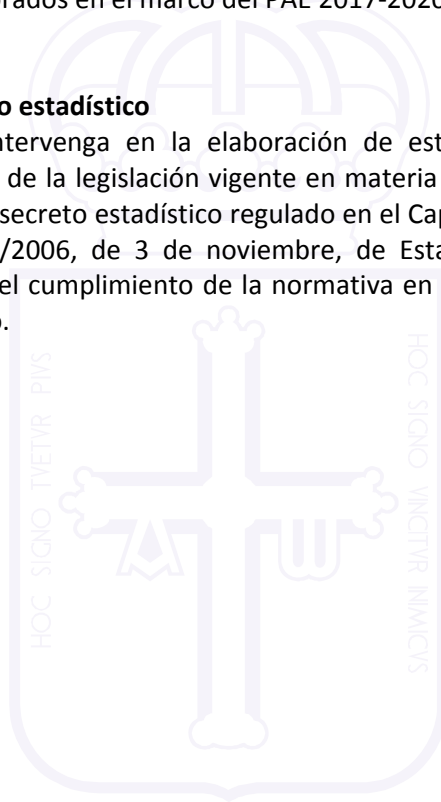 orados en el marco del PAE 2017-2020
o estadístico
ntervenga en la elaboración de est
de la legislación vigente en materia
secreto estadístico regulado en el Cap
/2006, de 3 de noviembre, de Esta
el cumplimiento de la normativa en
.
HOC SIGNO TVETVR PIVS
HOC SIGNO VINCITVR INIMICVS